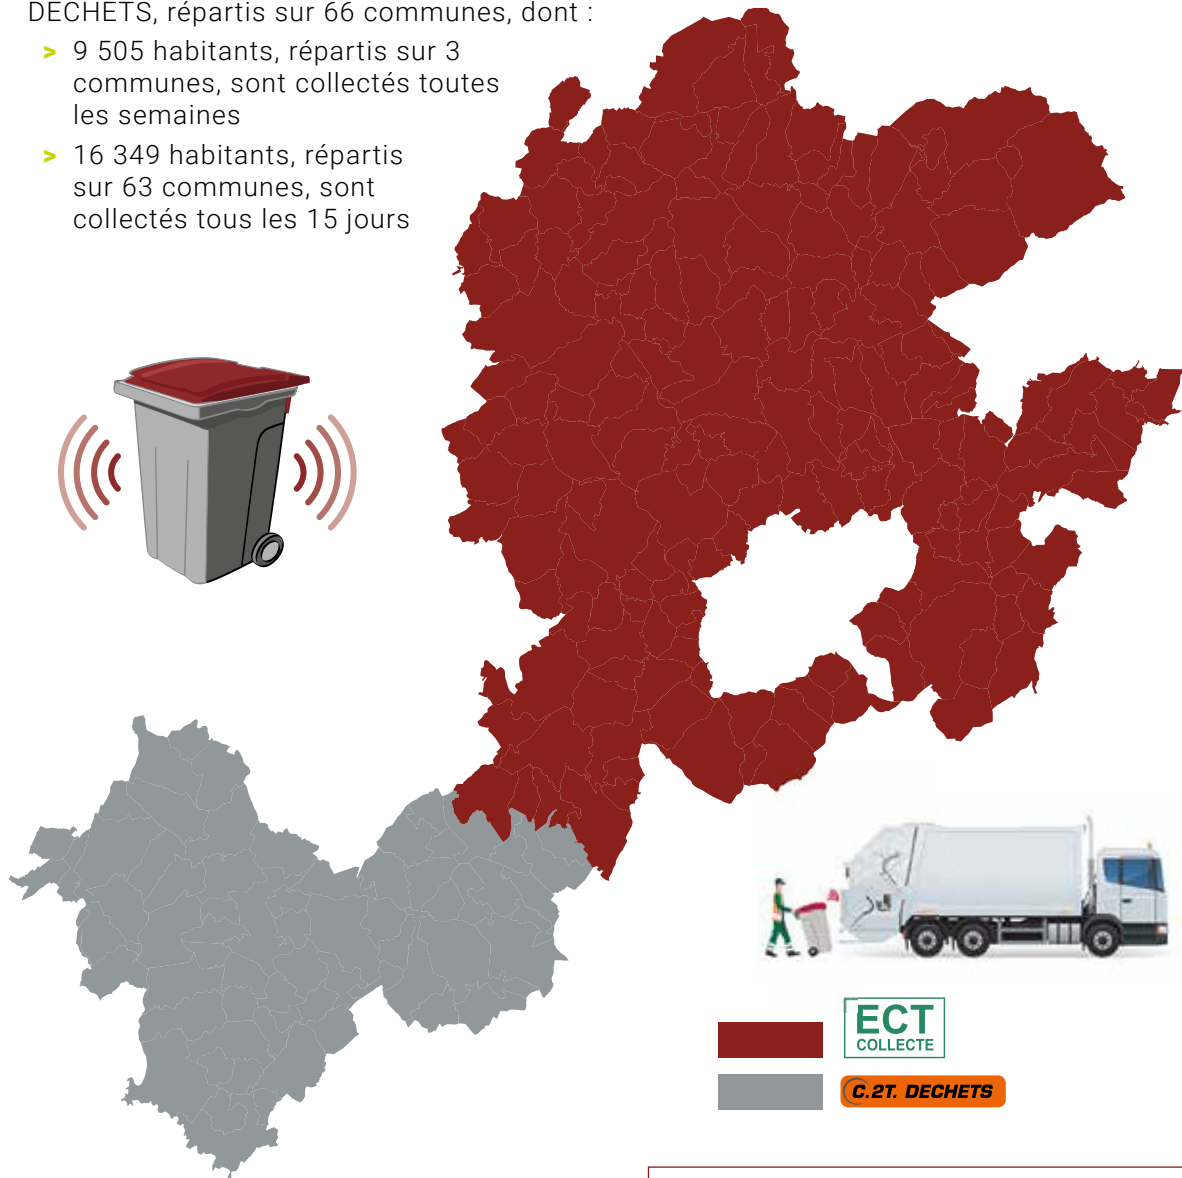 DECHETS, répartis sur 66 communes, dont :
> 9 505 habitants, répartis sur 3
communes, sont collectés toutes
les semaines
> 16 349 habitants, répartis
sur 63 communes, sont
collectés tous les 15 jours
ECT
COLLECTE
C.2T. DECHETS